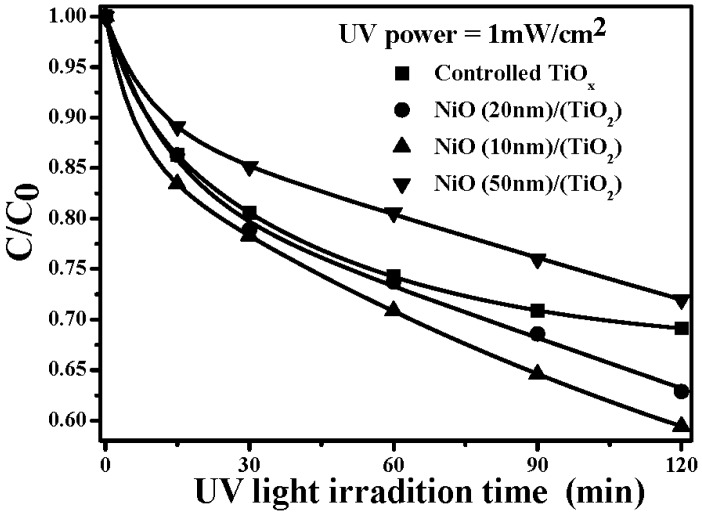 UV power = 1mW/cm²
Controlled TiOₓ
NiO (20nm)/(TiO₂)
NiO (10nm)/(TiO₂)
NiO (50nm)/(TiO₂)
C/C₀
1.00
0.95
0.90
0.85
0.80
0.75
0.70
0.65
0.60
0 30 60 90 120
UV light irradition time (min)